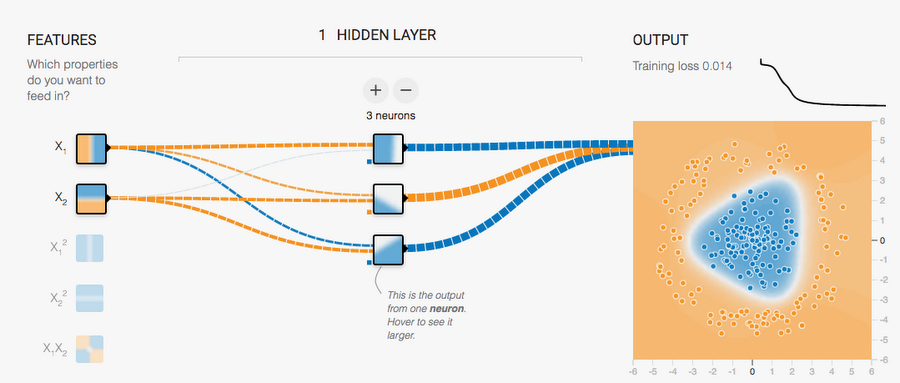 FEATURES
Which properties
do you want to
feed in?
1 HIDDEN LAYER
+ −
3 neurons
OUTPUT
Training loss 0.014
X₁
X₂
X₁²
X₂²
X₁X₂
This is the output
from one neuron.
Hover to see it
larger.
6
5
4
3
2
1
0
-1
-2
-3
-4
-5
-6
-6 -5 -4 -3 -2 -1 0 1 2 3 4 5 6